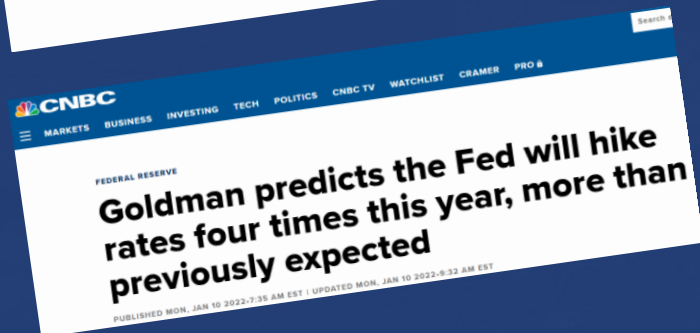 Search
CNBC
MARKETS BUSINESS INVESTING TECH POLITICS CNBC TV WATCHLIST CRAMER PRO
FEDERAL RESERVE
Goldman predicts the Fed will hike
rates four times this year, more than
previously expected
PUBLISHED MON, JAN 10 2022•7:35 AM EST | UPDATED MON, JAN 10 2022•9:32 AM EST